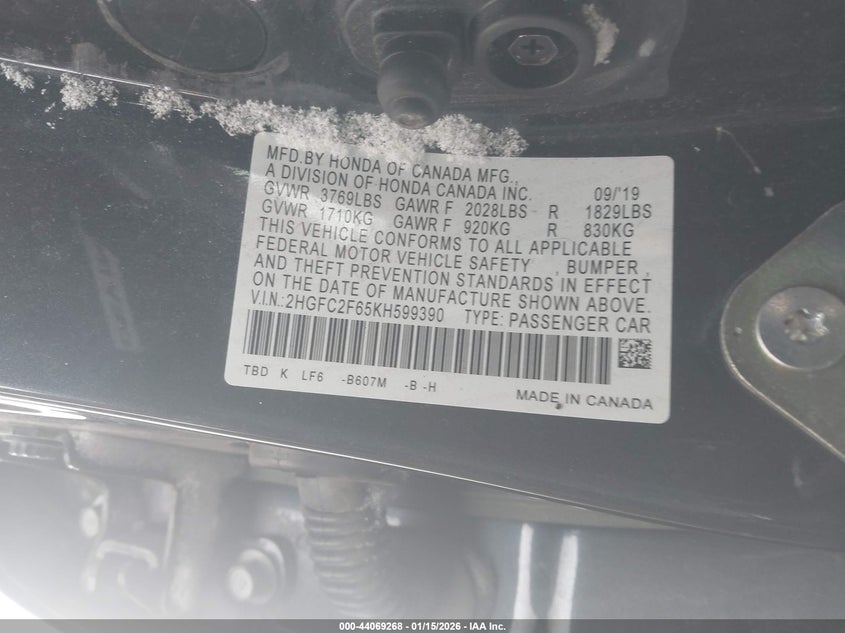 MFD.BY HONDA OF CANADA MFG.,
A DIVISION OF HONDA CANADA INC. 09/'19
GVWR 3769LBS GAWR F 2028LBS R 1829LBS
GVWR 1710KG GAWR F 920KG R 830KG
THIS VEHICLE CONFORMS TO ALL APPLICABLE
FEDERAL MOTOR VEHICLE SAFETY , BUMPER ,
AND THEFT PREVENTION STANDARDS IN EFFECT
ON THE DATE OF MANUFACTURE SHOWN ABOVE.
V.I.N.:2HGFC2F65KH599390 TYPE: PASSENGER CAR
TBD K LF6 -B607M -B -H
MADE IN CANADA
000-44069268 - 01/15/2026 - IAA Inc.